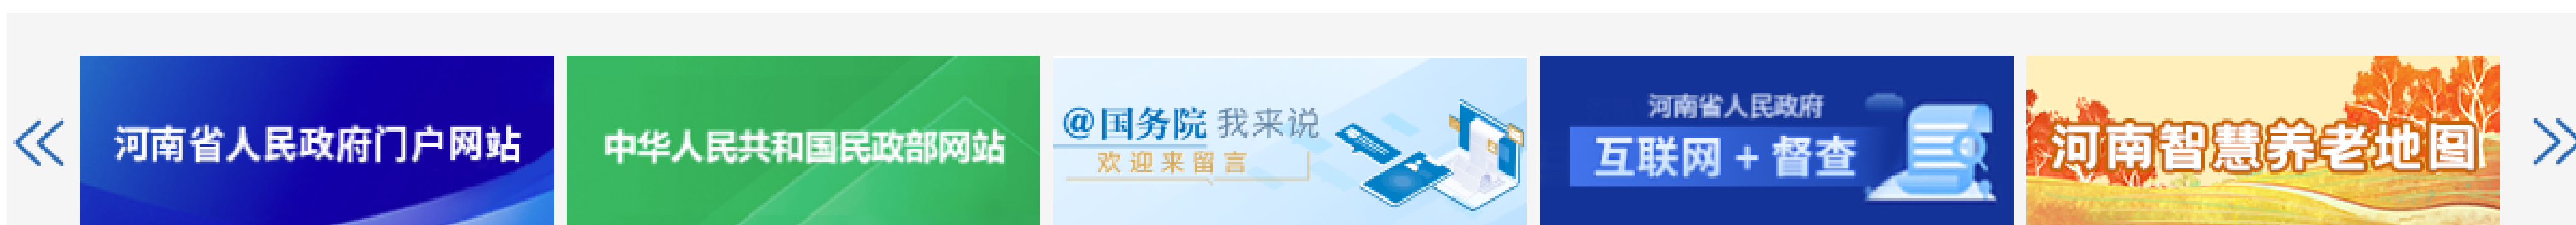 河南省人民政府门户网站
中华人民共和国民政部网站
@国务院 我来说
欢迎来留言
河南省人民政府
互联网+督查
河南智慧养老地图